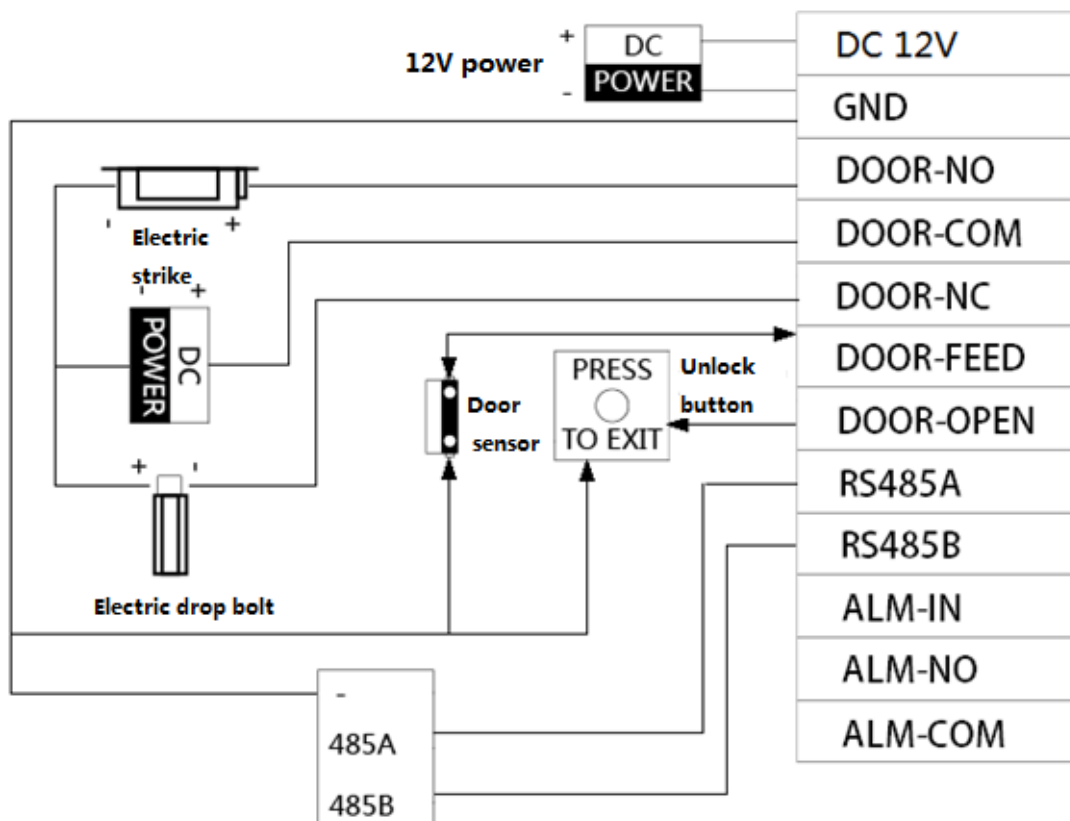 12V power
+
DC
-
POWER
DC 12V
GND
DOOR-NO
DOOR-COM
DOOR-NC
DOOR-FEED
DOOR-OPEN
RS485A
RS485B
ALM-IN
ALM-NO
ALM-COM
-
+
Electric
strike
-
+
POWER
DC
+
-
Electric drop bolt
Door
sensor
PRESS
TO EXIT
Unlock
button
-
485A
485B